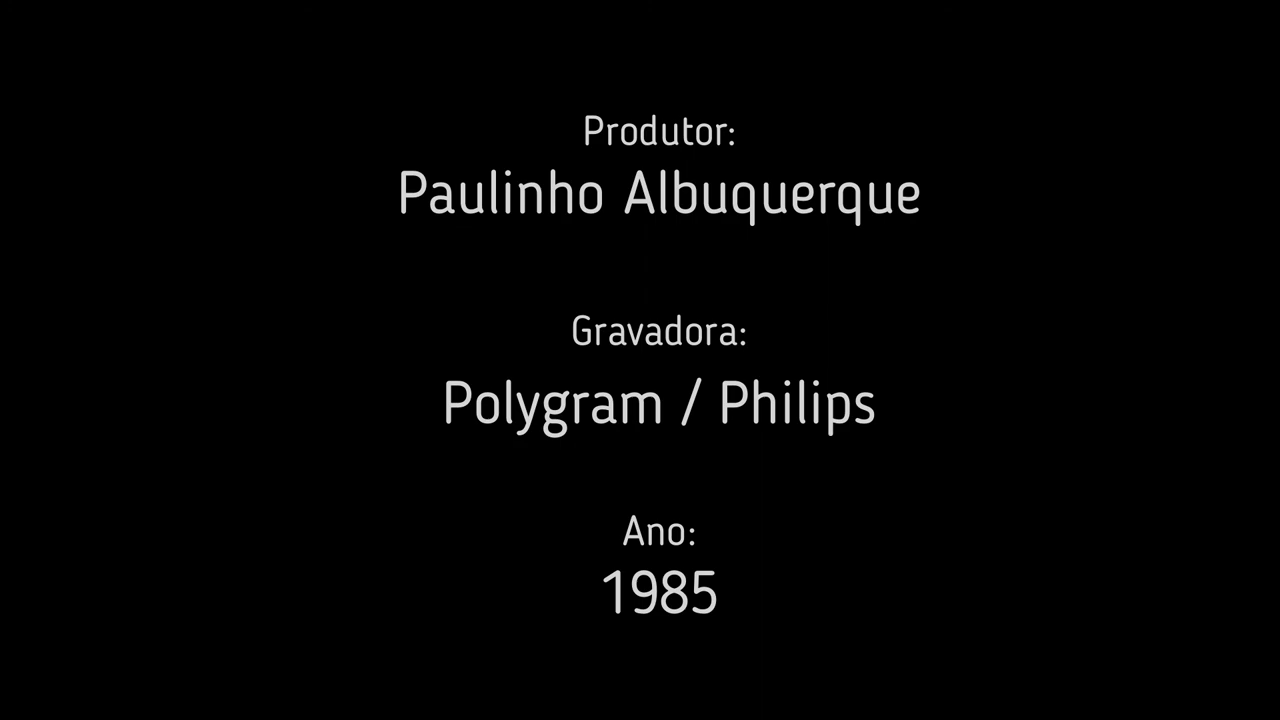 Produtor:
Paulinho Albuquerque
Gravadora:
Polygram / Philips
Ano:
1985